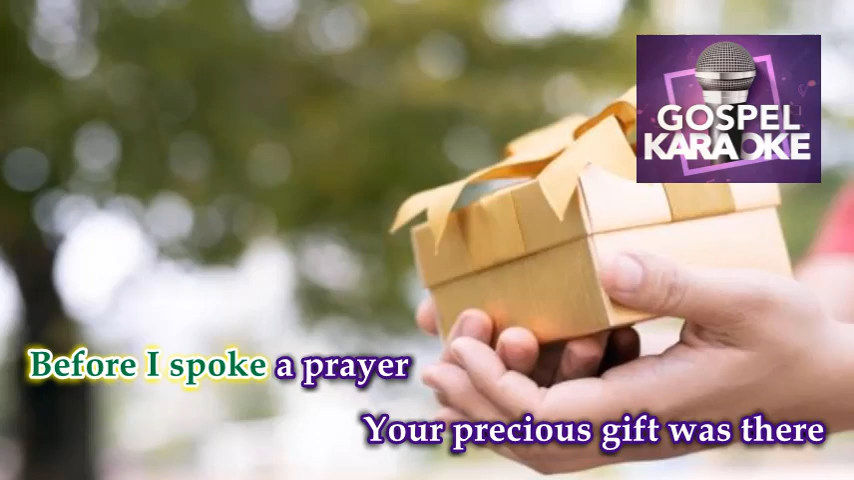 GOSPEL
KARAOKE
Before I spoke a prayer
Your precious gift was there